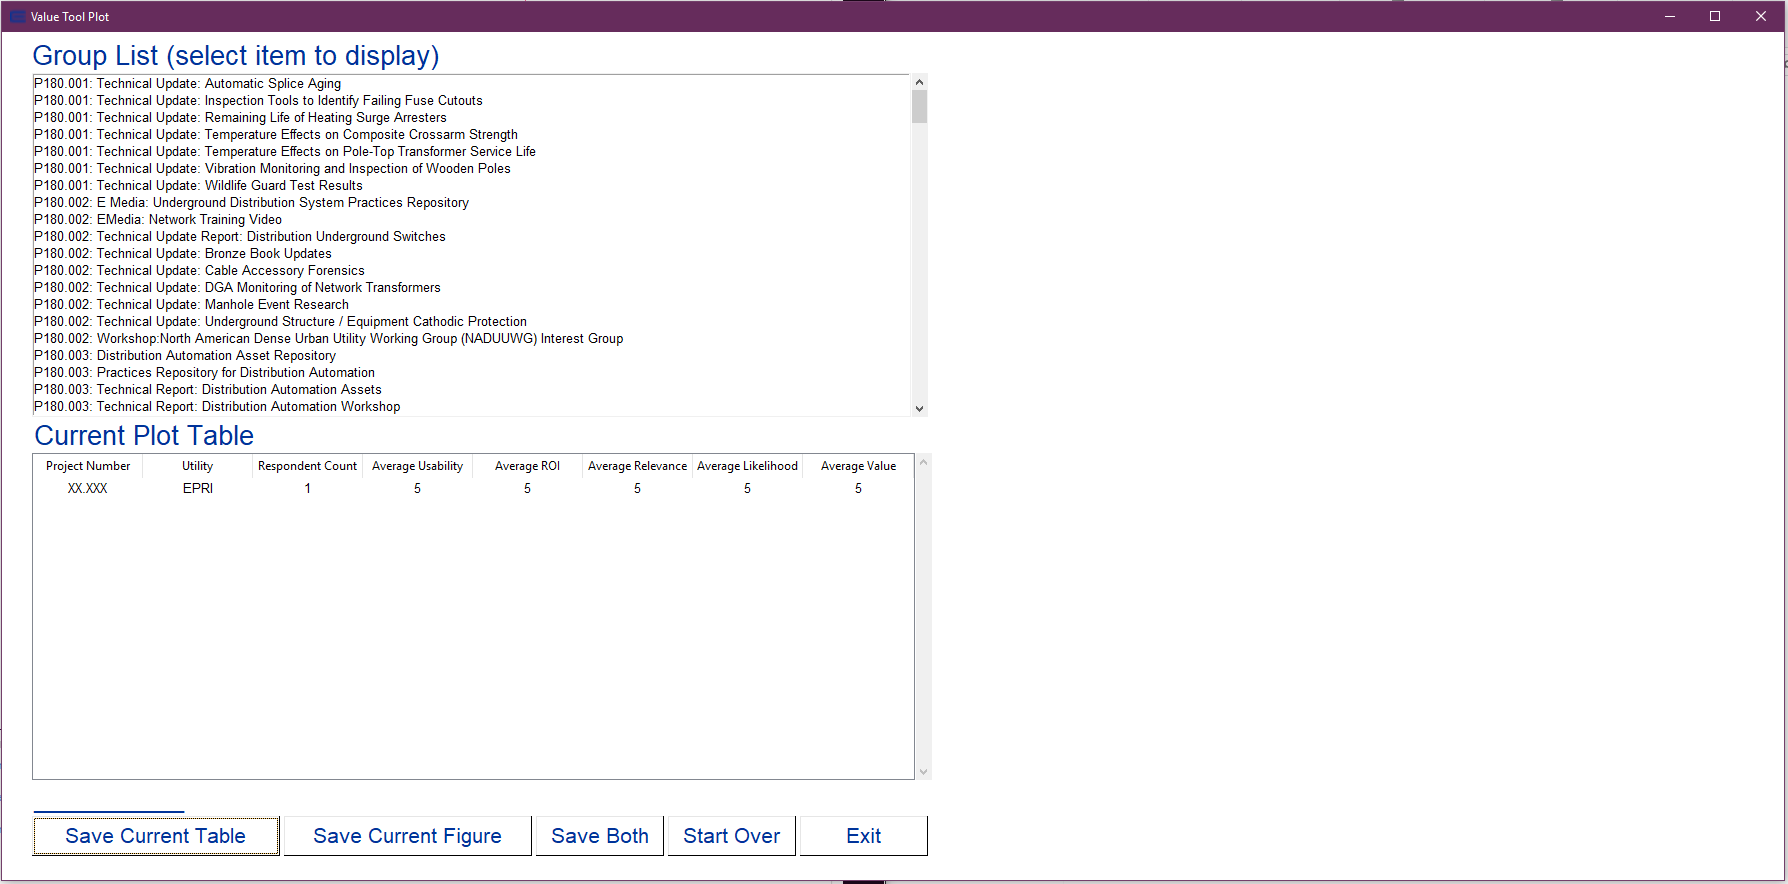 Value Tool Plot
Group List (select item to display)
P180.001: Technical Update: Automatic Splice Aging
P180.001: Technical Update: Inspection Tools to Identify Failing Fuse Cutouts
P180.001: Technical Update: Remaining Life of Heating Surge Arresters
P180.001: Technical Update: Temperature Effects on Composite Crossarm Strength
P180.001: Technical Update: Temperature Effects on Pole-Top Transformer Service Life
P180.001: Technical Update: Vibration Monitoring and Inspection of Wooden Poles
P180.001: Technical Update: Wildlife Guard Test Results
P180.002: E Media: Underground Distribution System Practices Repository
P180.002: EMedia: Network Training Video
P180.002: Technical Update Report: Distribution Underground Switches
P180.002: Technical Update: Bronze Book Updates
P180.002: Technical Update: Cable Accessory Forensics
P180.002: Technical Update: DGA Monitoring of Network Transformers
P180.002: Technical Update: Manhole Event Research
P180.002: Technical Update: Underground Structure / Equipment Cathodic Protection
P180.002: Workshop:North American Dense Urban Utility Working Group (NADUUWG) Interest Group
P180.003: Distribution Automation Asset Repository
P180.003: Practices Repository for Distribution Automation
P180.003: Technical Report: Distribution Automation Assets
P180.003: Technical Report: Distribution Automation Workshop
Current Plot Table
Project Number Utility Respondent Count Average Usability Average ROI Average Relevance Average Likelihood Average Value
XX.XXX EPRI 1 5 5 5 5 5
Save Current Table Save Current Figure Save Both Start Over Exit